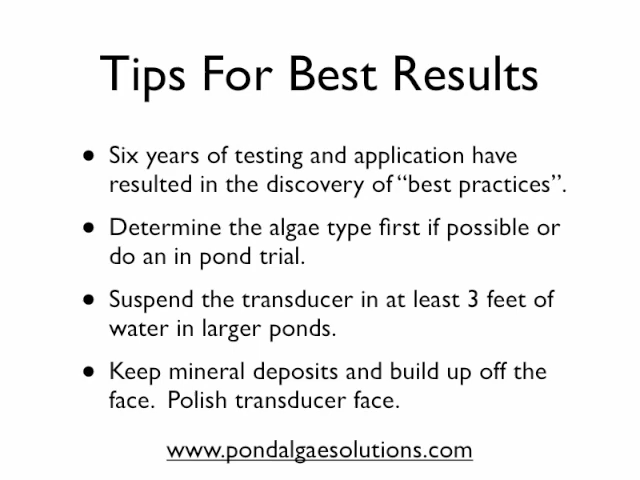 Tips For Best Results
• Six years of testing and application have
resulted in the discovery of “best practices”.
• Determine the algae type first if possible or
do an in pond trial.
• Suspend the transducer in at least 3 feet of
water in larger ponds.
• Keep mineral deposits and build up off the
face.  Polish transducer face.
www.pondalgaesolutions.com